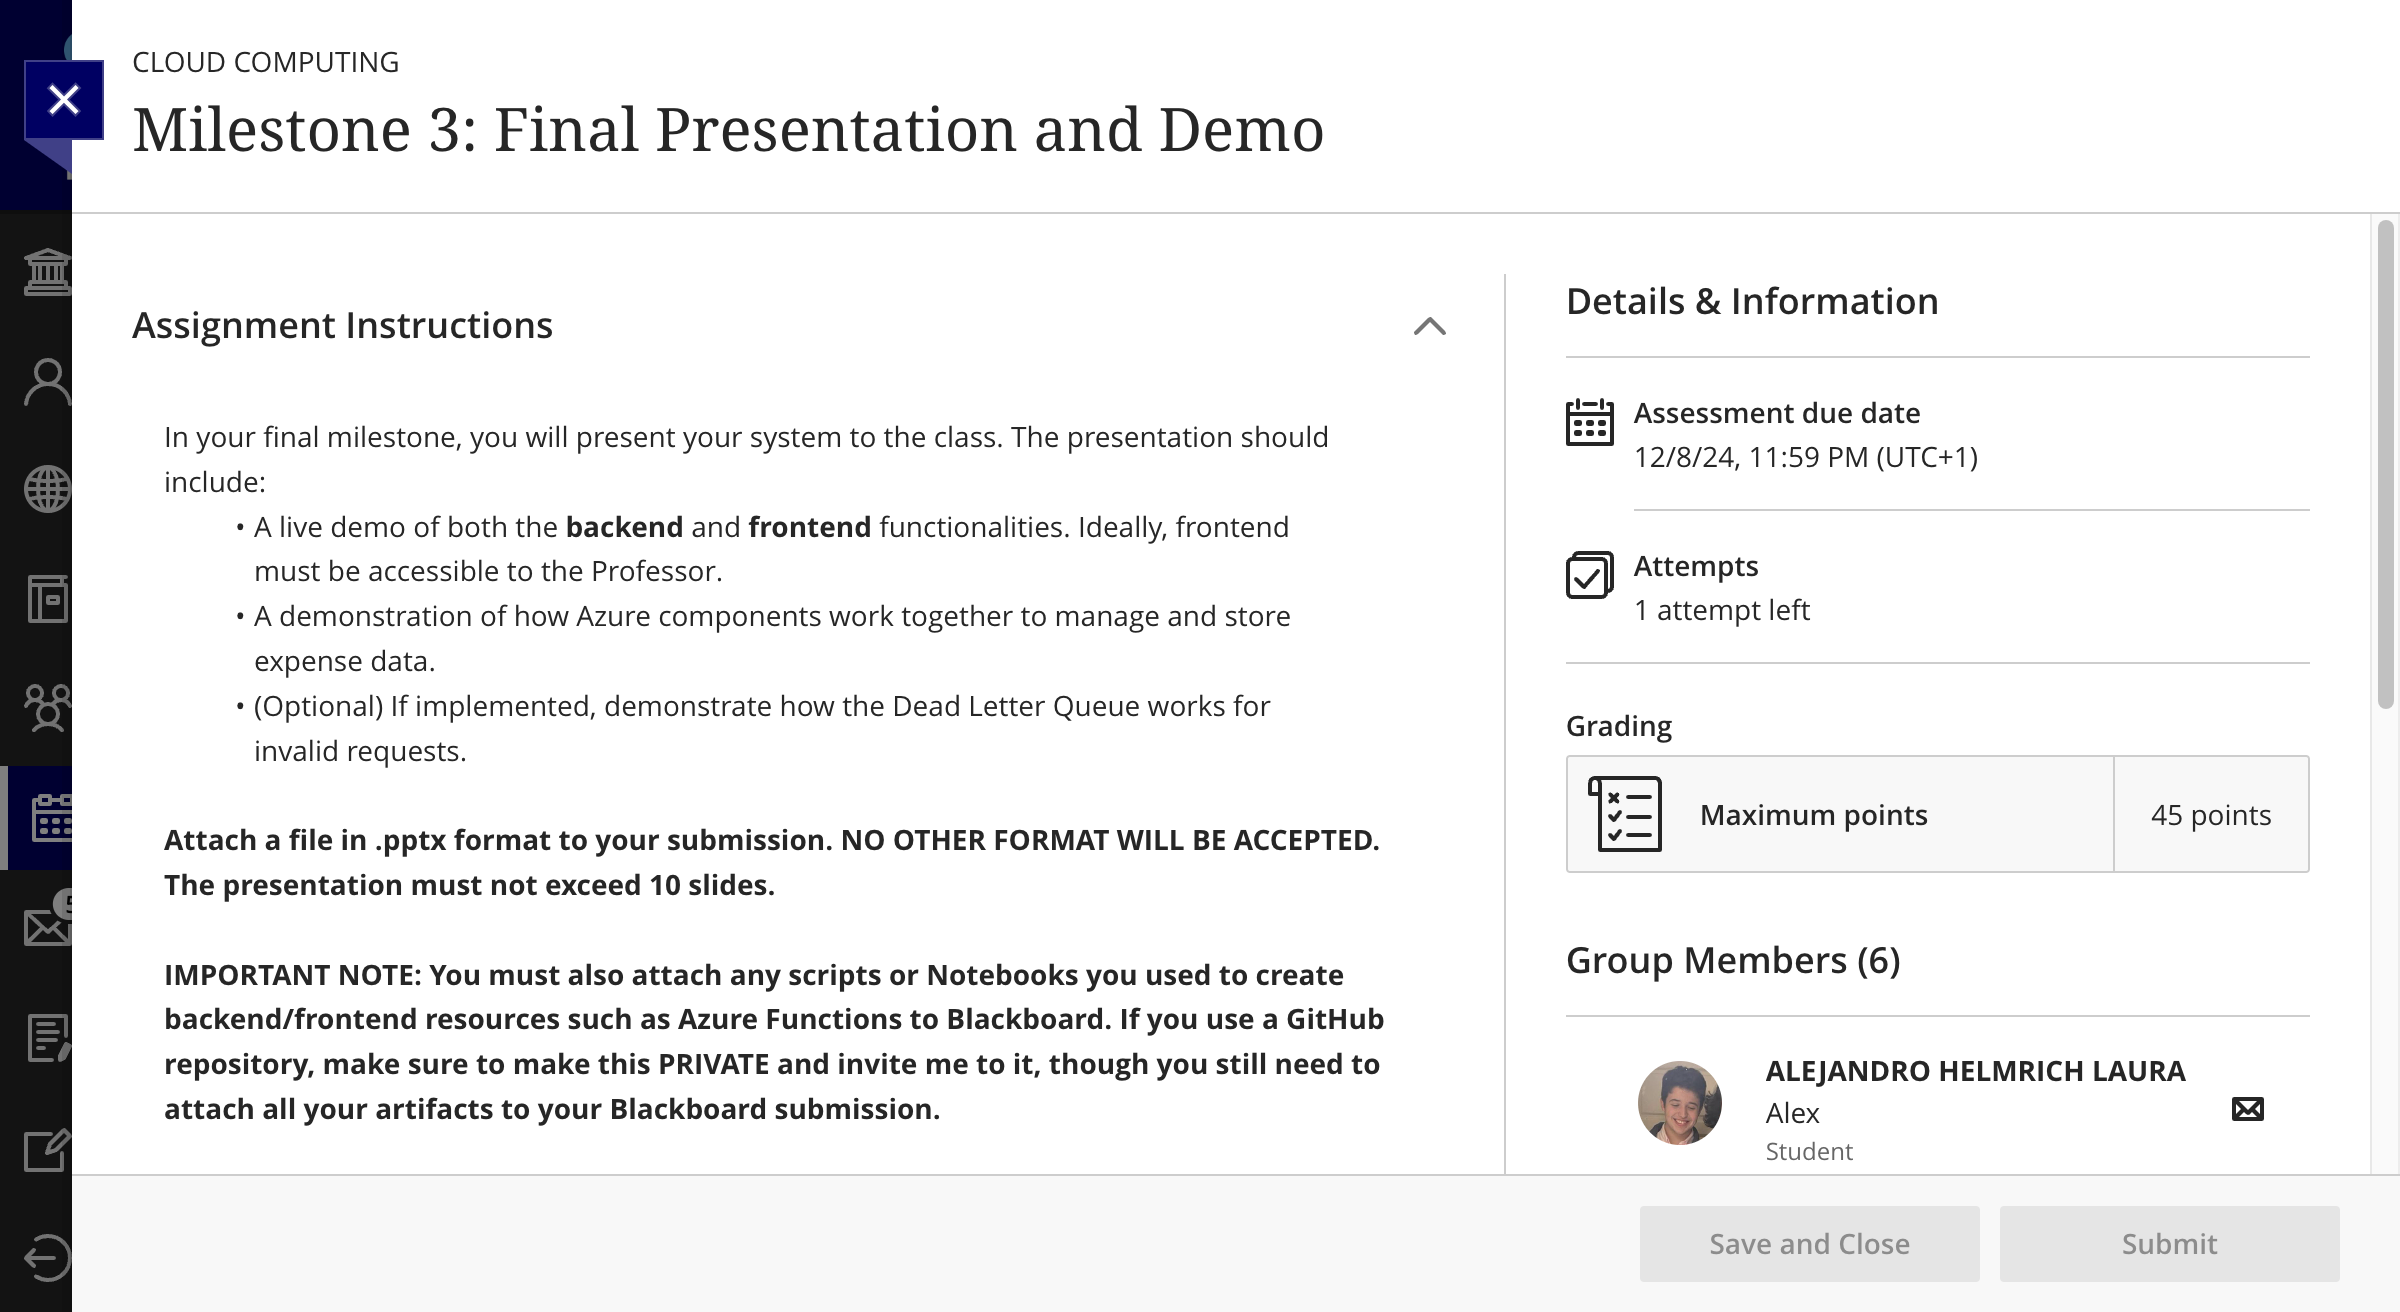 CLOUD COMPUTING
Milestone 3: Final Presentation and Demo
Assignment Instructions
In your final milestone, you will present your system to the class. The presentation should
include:
• A live demo of both the backend and frontend functionalities. Ideally, frontend
must be accessible to the Professor.
• A demonstration of how Azure components work together to manage and store
expense data.
• (Optional) If implemented, demonstrate how the Dead Letter Queue works for
invalid requests.
Attach a file in .pptx format to your submission. NO OTHER FORMAT WILL BE ACCEPTED.
The presentation must not exceed 10 slides.
IMPORTANT NOTE: You must also attach any scripts or Notebooks you used to create
backend/frontend resources such as Azure Functions to Blackboard. If you use a GitHub
repository, make sure to make this PRIVATE and invite me to it, though you still need to
attach all your artifacts to your Blackboard submission.
Details & Information
Assessment due date
12/8/24, 11:59 PM (UTC+1)
Attempts
1 attempt left
Grading
Maximum points
45 points
Group Members (6)
ALEJANDRO HELMRICH LAURA
Alex
Student
Save and Close
Submit